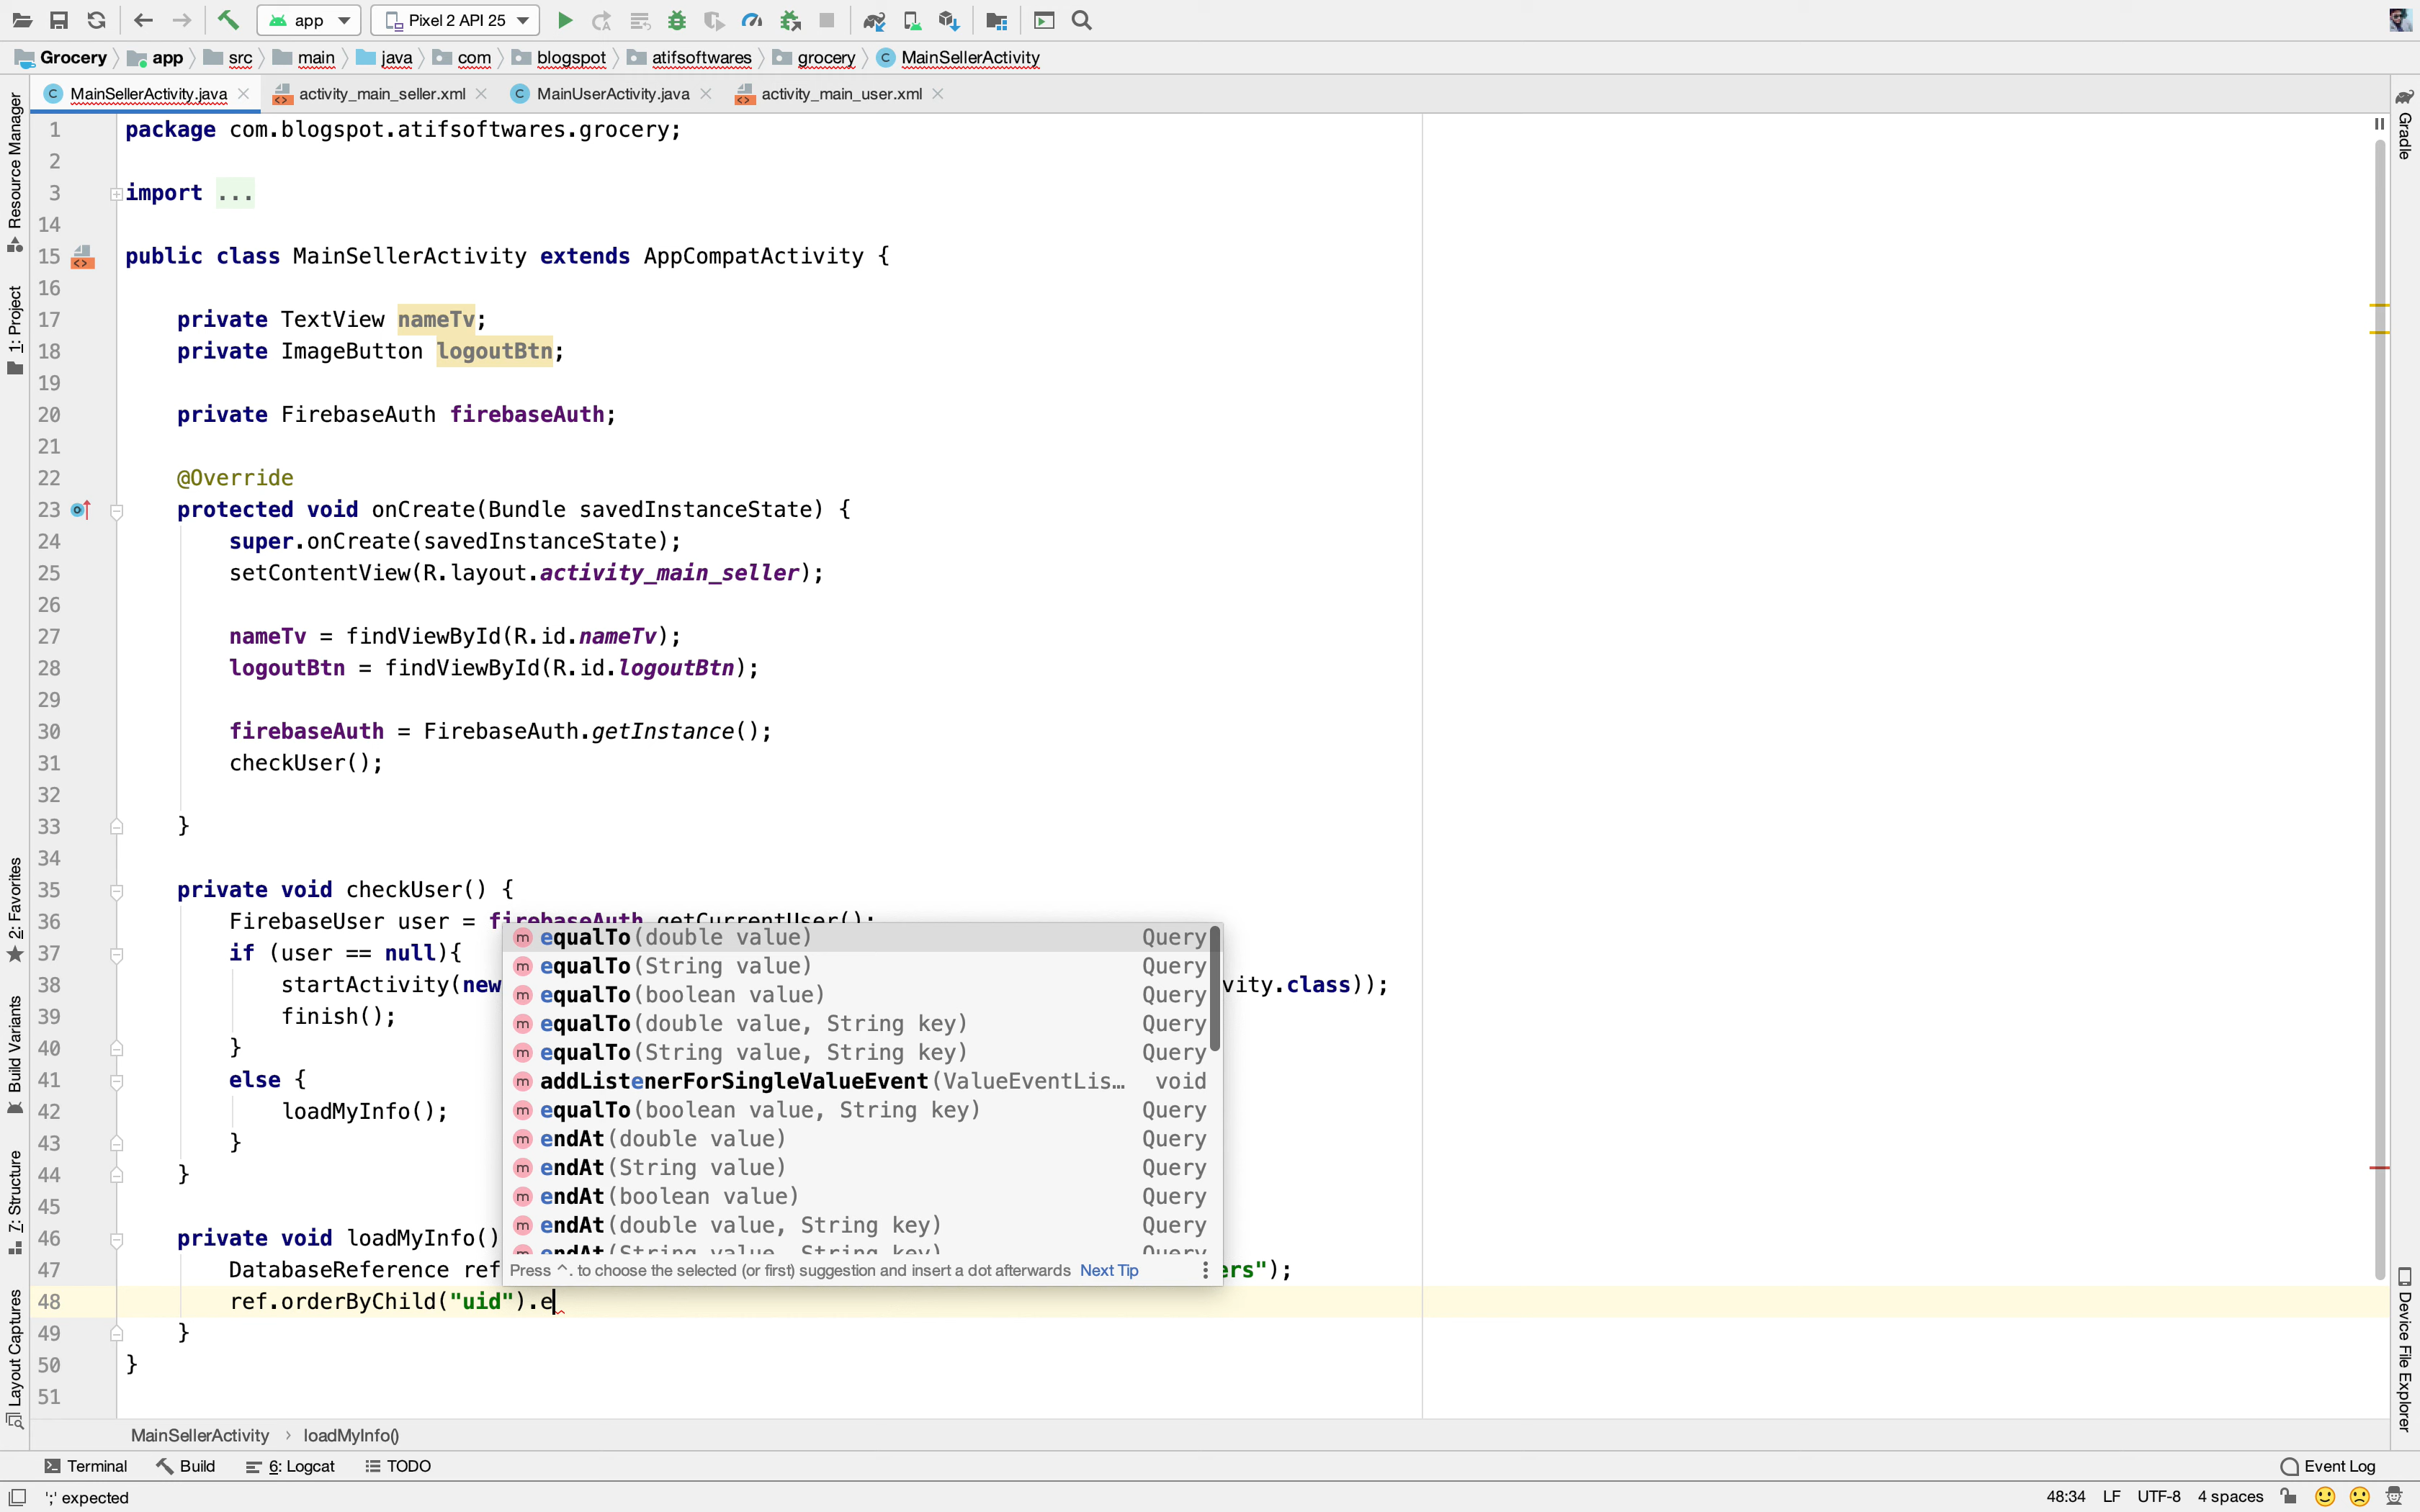 app
Pixel 2 API 25
Grocery
app
src
main
java
com
blogspot
atifsoftwares
grocery
MainSellerActivity
MainSellerActivity.java
activity_main_seller.xml
MainUserActivity.java
activity_main_user.xml
Resource Manager
1: Project
2: Favorites
Build Variants
7: Structure
Layout Captures
Gradle
Device File Explorer
1 package com.blogspot.atifsoftwares.grocery;
2
3 import ...
14
15 public class MainSellerActivity extends AppCompatActivity {
16
17 private TextView nameTv;
18 private ImageButton logoutBtn;
19
20 private FirebaseAuth firebaseAuth;
21
22 @Override
23 protected void onCreate(Bundle savedInstanceState) {
24 super.onCreate(savedInstanceState);
25 setContentView(R.layout.activity_main_seller);
26
27 nameTv = findViewById(R.id.nameTv);
28 logoutBtn = findViewById(R.id.logoutBtn);
29
30 firebaseAuth = FirebaseAuth.getInstance();
31 checkUser();
32
33 }
34
35 private void checkUser() {
36 FirebaseUser user = firebaseAuth.getCurrentUser();
37 if (user == null){
38 startActivity(new vity.class));
39 finish();
40 }
41 else {
42 loadMyInfo();
43 }
44 }
45
46 private void loadMyInfo()
47 DatabaseReference ref ers");
48 ref.orderByChild("uid").e
49 }
50 }
51
equalTo(double value) Query
equalTo(String value) Query
equalTo(boolean value) Query
equalTo(double value, String key) Query
equalTo(String value, String key) Query
addListenerForSingleValueEvent(ValueEventLis... void
equalTo(boolean value, String key) Query
endAt(double value) Query
endAt(String value) Query
endAt(boolean value) Query
endAt(double value, String key) Query
endAt(String value, String key) Query
Press ^. to choose the selected (or first) suggestion and insert a dot afterwards Next Tip
MainSellerActivity › loadMyInfo()
Terminal
Build
6: Logcat
TODO
Event Log
';' expected
48:34 LF UTF-8 4 spaces